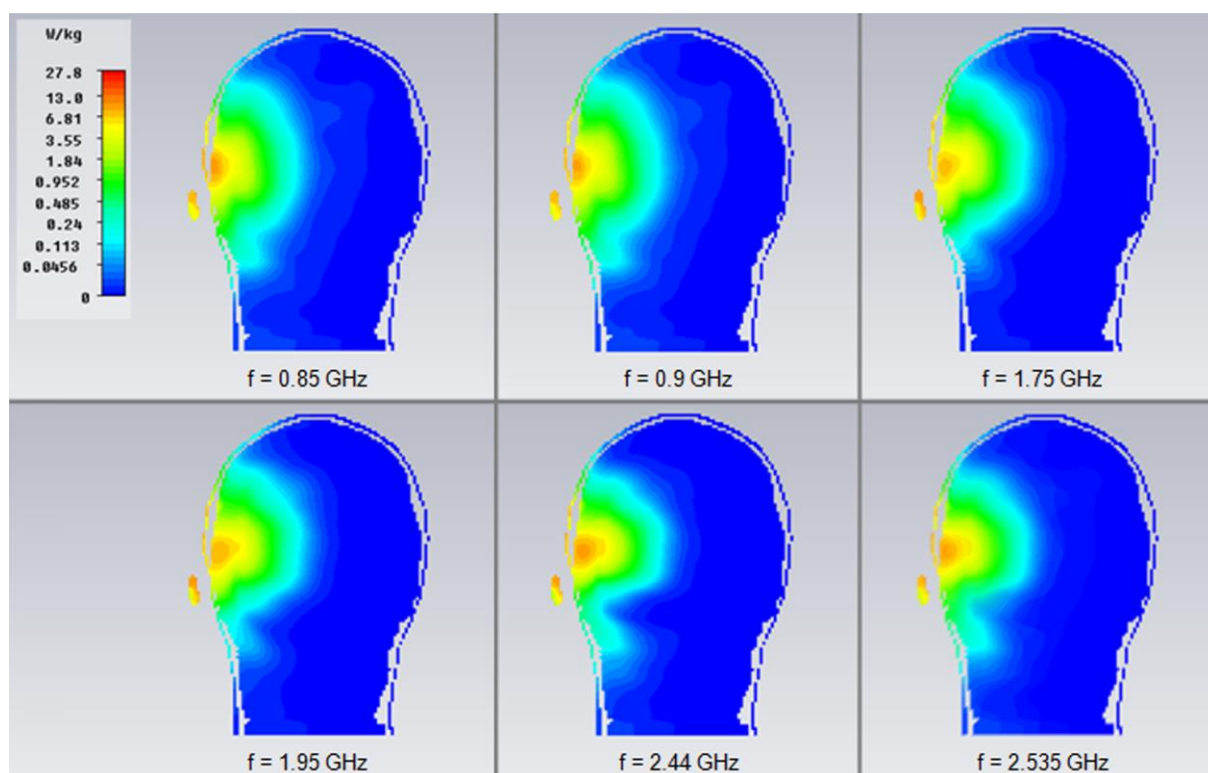 W/kg
27.8
13.0
6.81
3.55
1.84
0.952
0.485
0.24
0.113
0.0456
0
f = 0.85 GHz
f = 0.9 GHz
f = 1.75 GHz
f = 1.95 GHz
f = 2.44 GHz
f = 2.535 GHz